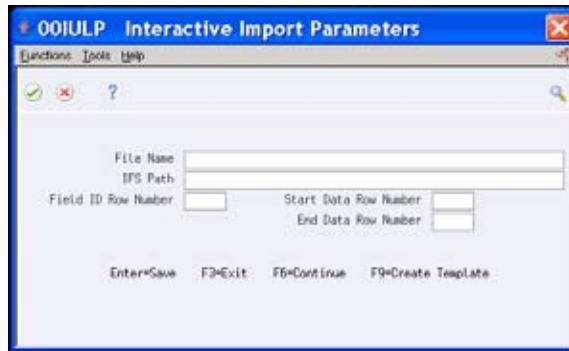 00IULP Interactive Import Parameters
Functions Tools Help
?
File Name
IFS Path
Field ID Row Number Start Data Row Number
End Data Row Number
Enter=Save F3=Exit F6=Continue F9=Create Template